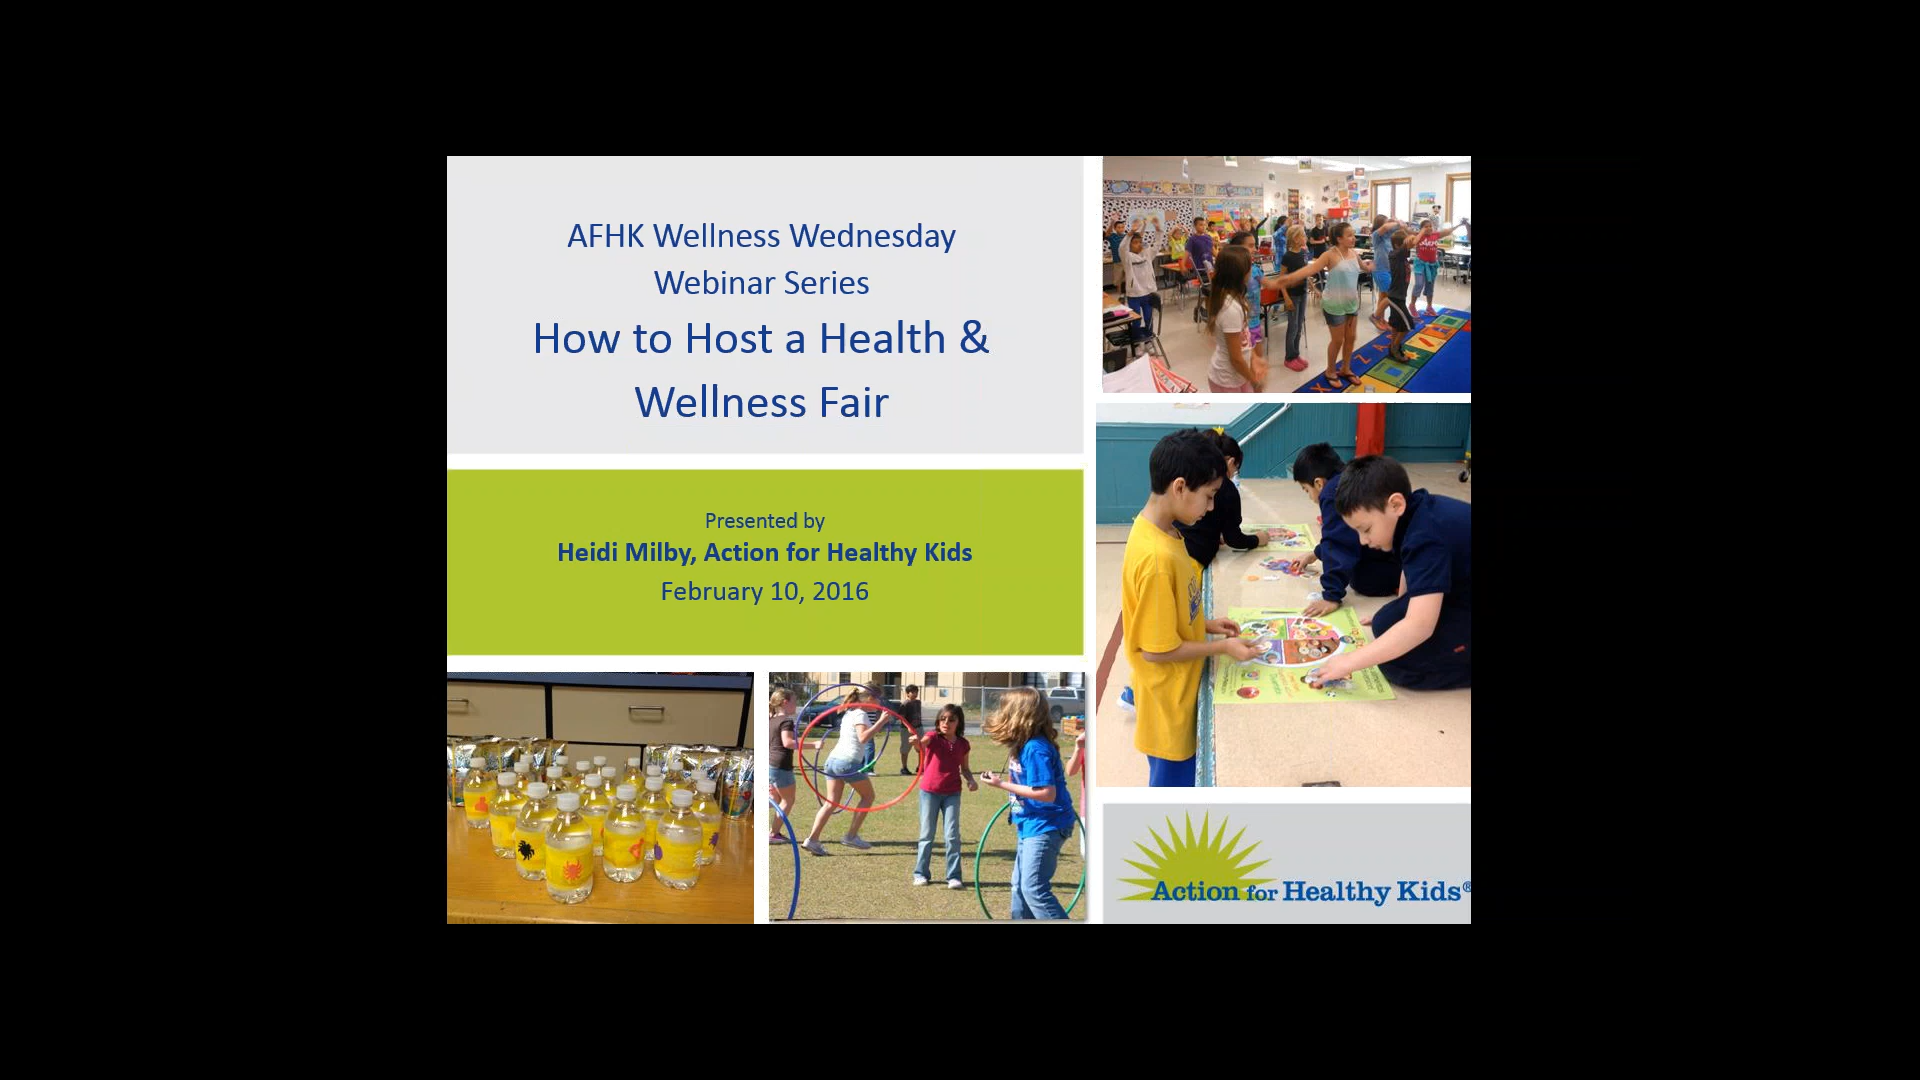 AFHK Wellness Wednesday
Webinar Series
How to Host a Health &
Wellness Fair
Presented by
Heidi Milby, Action for Healthy Kids
February 10, 2016
Action for Healthy Kids®